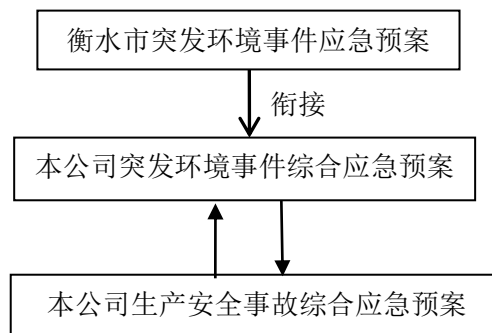 衡水市突发环境事件应急预案
衔接
本公司突发环境事件综合应急预案
本公司生产安全事故综合应急预案